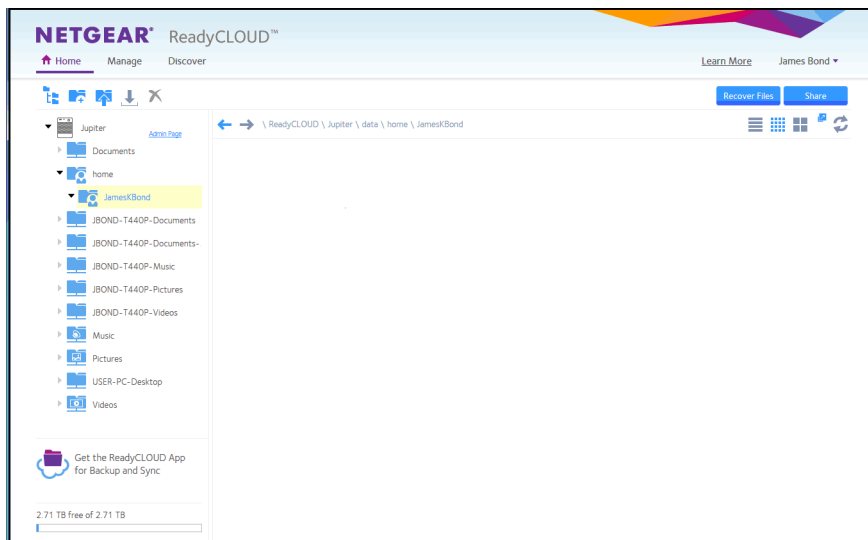 NETGEAR® ReadyCLOUD™
Home Manage Discover Learn More James Bond
Recover Files Share
Jupiter Admin Page
\ ReadyCLOUD \ Jupiter \ data \ home \ JamesKBond
Documents
home
JamesKBond
JBOND-T440P-Documents
JBOND-T440P-Documents-
JBOND-T440P-Music
JBOND-T440P-Pictures
JBOND-T440P-Videos
Music
Pictures
USER-PC-Desktop
Videos
Get the ReadyCLOUD App
for Backup and Sync
2.71 TB free of 2.71 TB